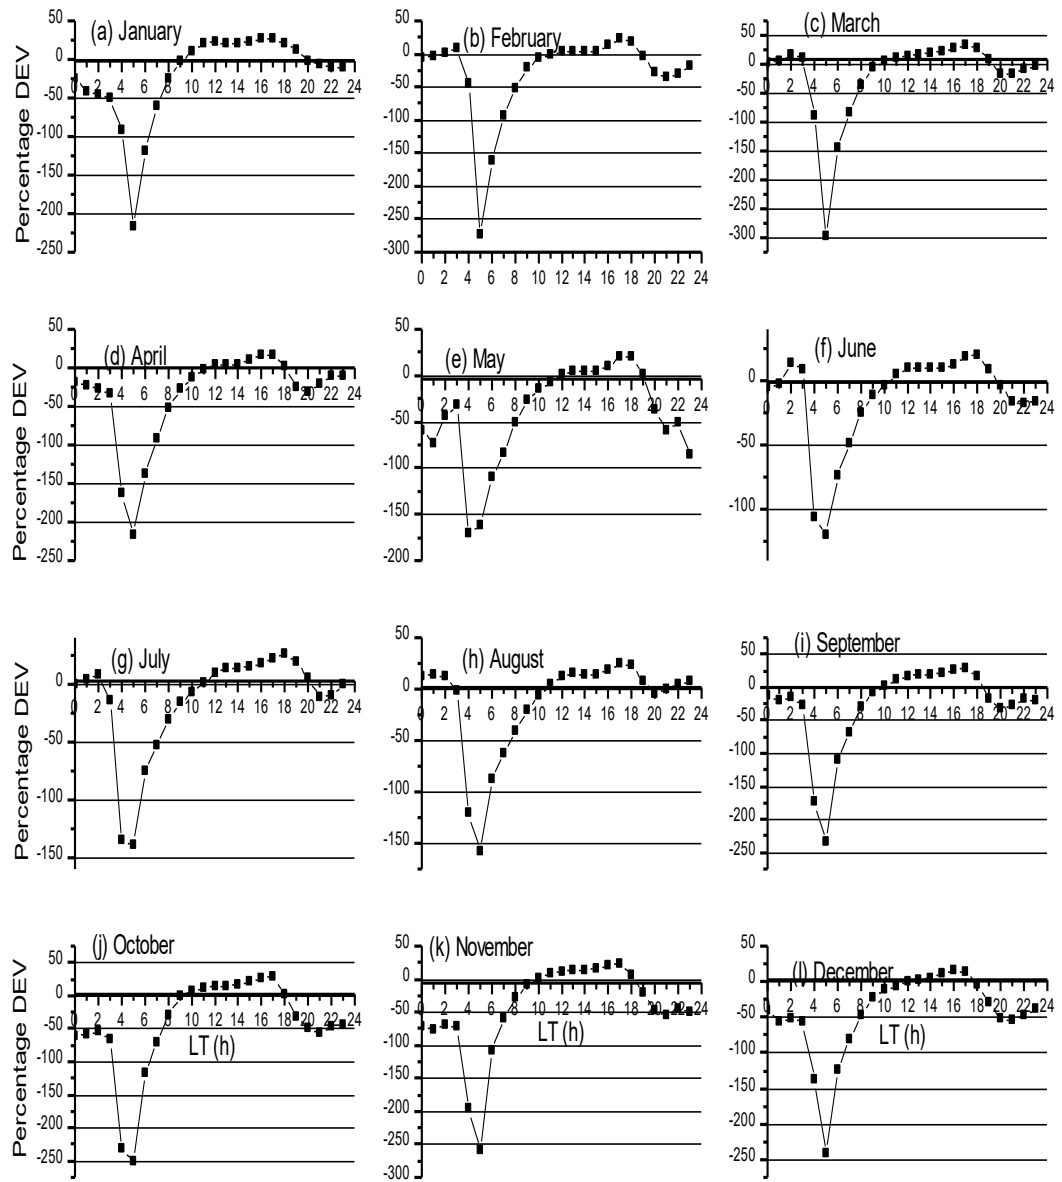 (a) January
Percentage DEV
50
0
-50
-100
-150
-200
-250
0 2 4 6 8 10 12 14 16 18 20 22 24
(b) February
50
0
-50
-100
-150
-200
-250
-300
0 2 4 6 8 10 12 14 16 18 20 22 24
(c) March
50
0
-50
-100
-150
-200
-250
-300
0 2 4 6 8 10 12 14 16 18 20 22 24
(d) April
Percentage DEV
50
0
-50
-100
-150
-200
-250
0 2 4 6 8 10 12 14 16 18 20 22 24
(e) May
50
0
-50
-100
-150
-200
0 2 4 6 8 10 12 14 16 18 20 22 24
(f) June
0
-50
-100
0 2 4 6 8 10 12 14 16 18 20 22 24
(g) July
Percentage DEV
0
-50
-100
-150
0 2 4 6 8 10 12 14 16 18 20 22 24
(h) August
50
0
-50
-100
-150
0 2 4 6 8 10 12 14 16 18 20 22 24
(i) September
50
0
-50
-100
-150
-200
-250
0 2 4 6 8 10 12 14 16 18 20 22 24
(j) October
Percentage DEV
50
0
-50
-100
-150
-200
-250
0 2 4 6 8 10 12 14 16 18 20 22 24
LT (h)
(k) November
50
0
-50
-100
-150
-200
-250
-300
0 2 4 6 8 10 12 14 16 18 20 22 24
LT (h)
(l) December
50
0
-50
-100
-150
-200
-250
0 2 4 6 8 10 12 14 16 18 20 22 24
LT (h)